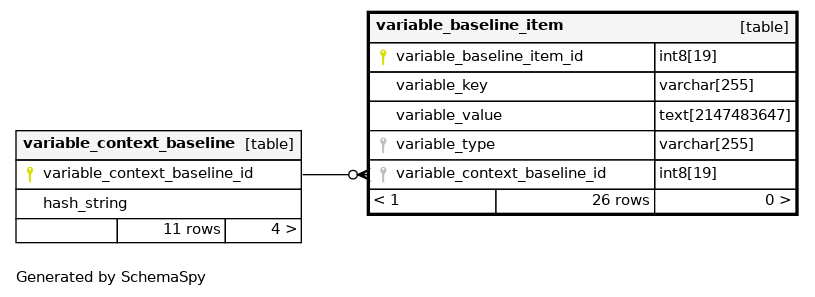 variable_baseline_item [table]
variable_baseline_item_id int8[19]
variable_key varchar[255]
variable_value text[2147483647]
variable_type varchar[255]
variable_context_baseline_id int8[19]
< 1 26 rows 0 >
variable_context_baseline [table]
variable_context_baseline_id
hash_string
11 rows 4 >
Generated by SchemaSpy